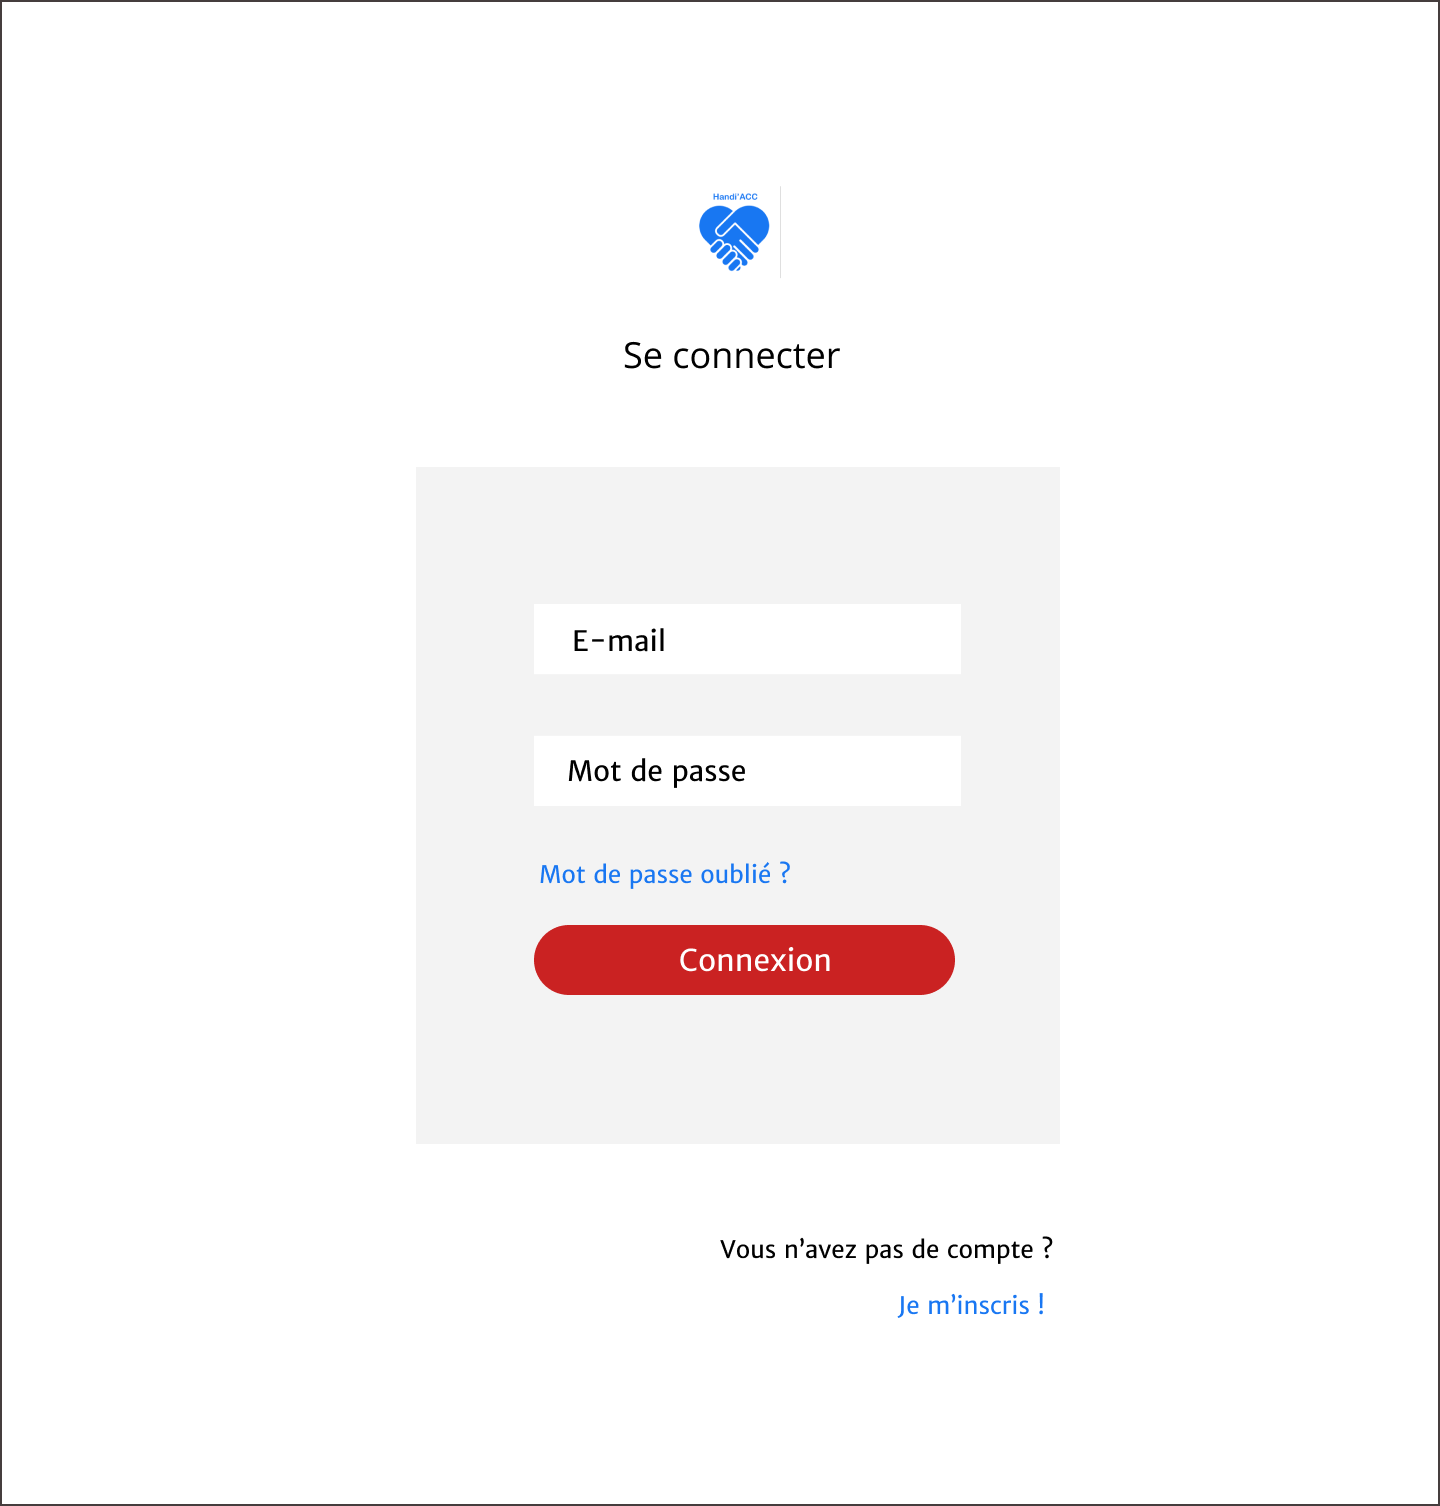 Handi'ACC
Se connecter
E-mail
Mot de passe
Mot de passe oublié ?
Connexion
Vous n’avez pas de compte ?
Je m’inscris !